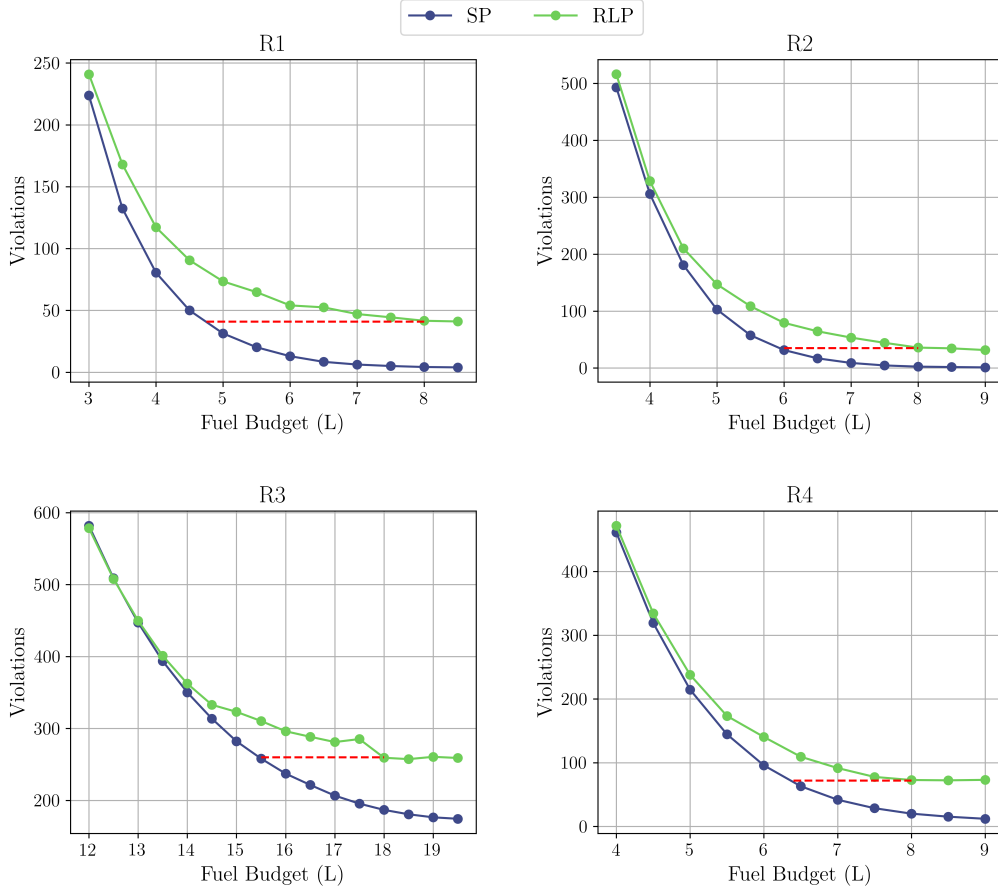 SP RLP
R1
Violations
250
200
150
100
50
0
3 4 5 6 7 8
Fuel Budget (L)
R2
Violations
500
400
300
200
100
0
4 5 6 7 8 9
Fuel Budget (L)
R3
Violations
600
500
400
300
200
12 13 14 15 16 17 18 19
Fuel Budget (L)
R4
Violations
400
300
200
100
0
4 5 6 7 8 9
Fuel Budget (L)